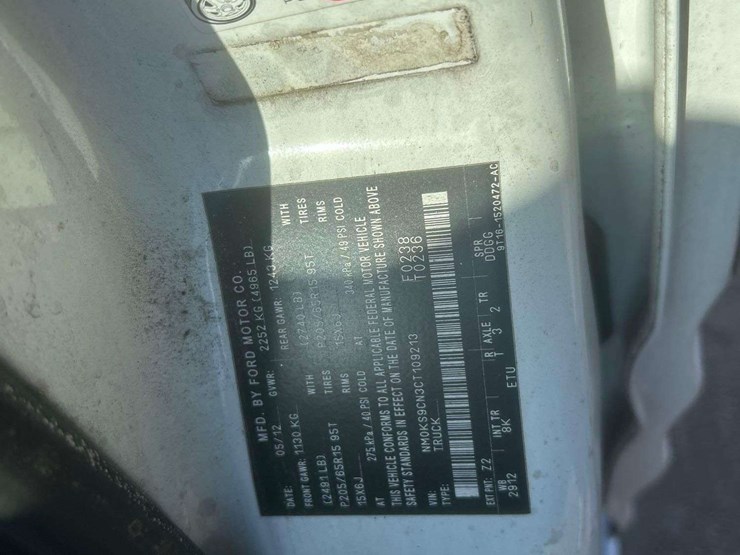 MFD. BY FORD MOTOR CO.
DATE: 05/12 GVWR: 2252 KG (4965 LB)
FRONT GAWR: 1130 KG REAR GAWR: 1243 KG
(2491 LB) WITH (2740 LB) WITH
P205/65R15 95T TIRES P205/65R15 95T TIRES
15X6J RIMS 15X6J RIMS
AT 275 kPa / 40 PSI COLD AT 340 kPa / 49 PSI COLD
THIS VEHICLE CONFORMS TO ALL APPLICABLE FEDERAL MOTOR VEHICLE
SAFETY STANDARDS IN EFFECT ON THE DATE OF MANUFACTURE SHOWN ABOVE
VIN: NM0KS9CN3CT109213 F0238
TYPE: TRUCK T0236
EXT PNT: Z2 R AXLE TR SPR
INT TR 1 3 2 DDGG
8K 9T16-1520472-AC
WB ETU
2912